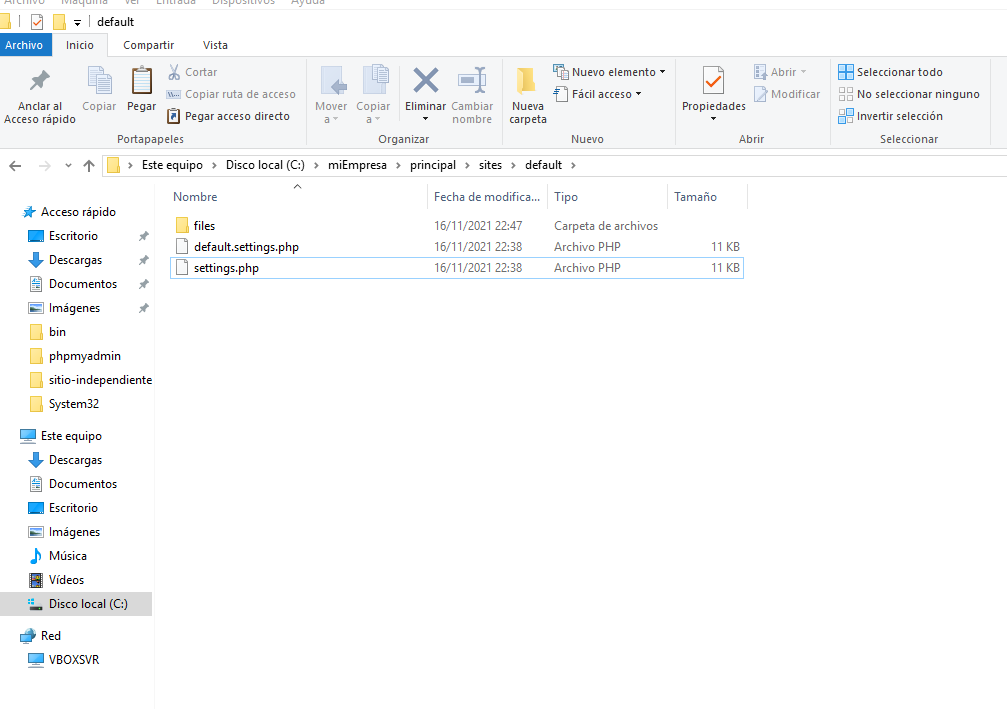 Archivo Máquina Ver Entrada Dispositivos Ayuda
default
Archivo Inicio Compartir Vista
Anclar al
Acceso rápido
Copiar
Pegar
Cortar
Copiar ruta de acceso
Pegar acceso directo
Portapapeles
Mover
a
Copiar
a
Eliminar
Cambiar
nombre
Organizar
Nueva
carpeta
Nuevo elemento
Fácil acceso
Nuevo
Propiedades
Abrir
Modificar
Abrir
Seleccionar todo
No seleccionar ninguno
Invertir selección
Seleccionar
Este equipo > Disco local (C:) > miEmpresa > principal > sites > default >
Nombre Fecha de modifica... Tipo Tamaño
files 16/11/2021 22:47 Carpeta de archivos
default.settings.php 16/11/2021 22:38 Archivo PHP 11 KB
settings.php 16/11/2021 22:38 Archivo PHP 11 KB
Acceso rápido
Escritorio
Descargas
Documentos
Imágenes
bin
phpmyadmin
sitio-independiente
System32
Este equipo
Descargas
Documentos
Escritorio
Imágenes
Música
Vídeos
Disco local (C:)
Red
VBOXSVR